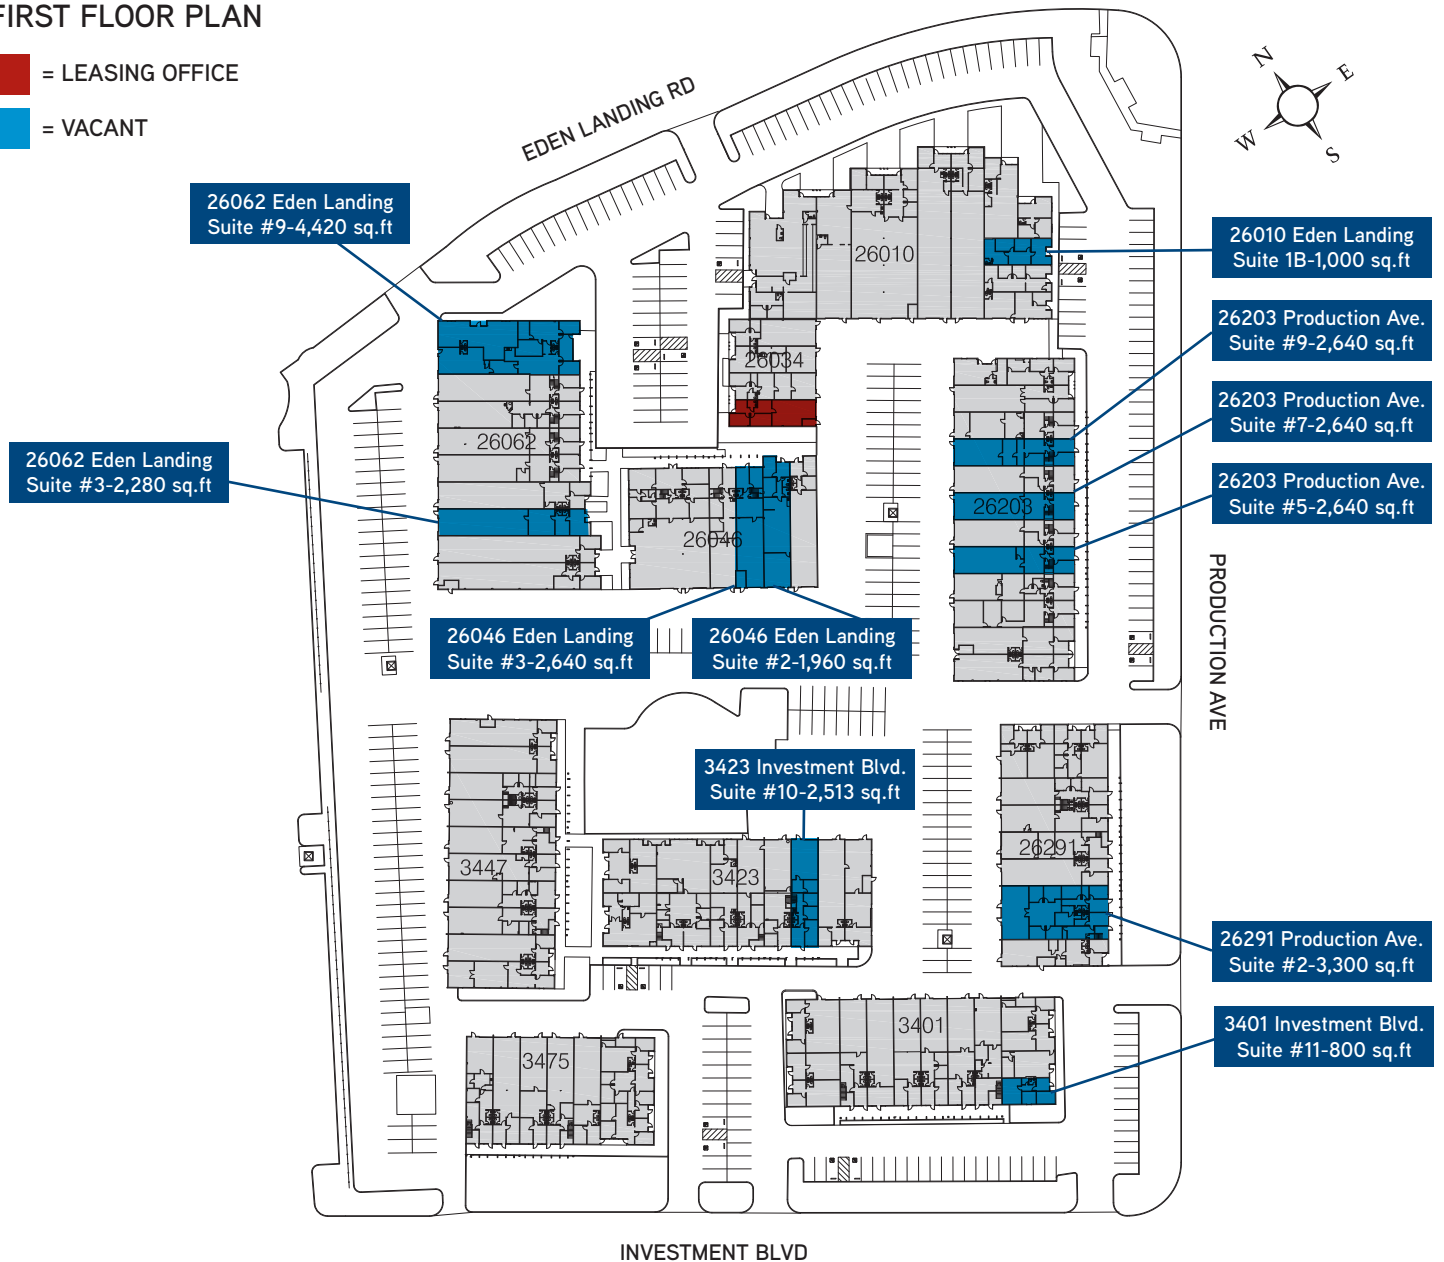 FIRST FLOOR PLAN
= LEASING OFFICE
= VACANT
EDEN LANDING RD
N
E
W
S
26062 Eden Landing
Suite #9-4,420 sq.ft
26010
26010 Eden Landing
Suite 1B-1,000 sq.ft
26203 Production Ave.
Suite #9-2,640 sq.ft
26034
26203 Production Ave.
Suite #7-2,640 sq.ft
26062
26062 Eden Landing
Suite #3-2,280 sq.ft
26203 Production Ave.
Suite #5-2,640 sq.ft
26203
26046
PRODUCTION AVE
26046 Eden Landing
Suite #3-2,640 sq.ft
26046 Eden Landing
Suite #2-1,960 sq.ft
3423 Investment Blvd.
Suite #10-2,513 sq.ft
3447
3423
26291
26291 Production Ave.
Suite #2-3,300 sq.ft
3401
3401 Investment Blvd.
Suite #11-800 sq.ft
3475
INVESTMENT BLVD